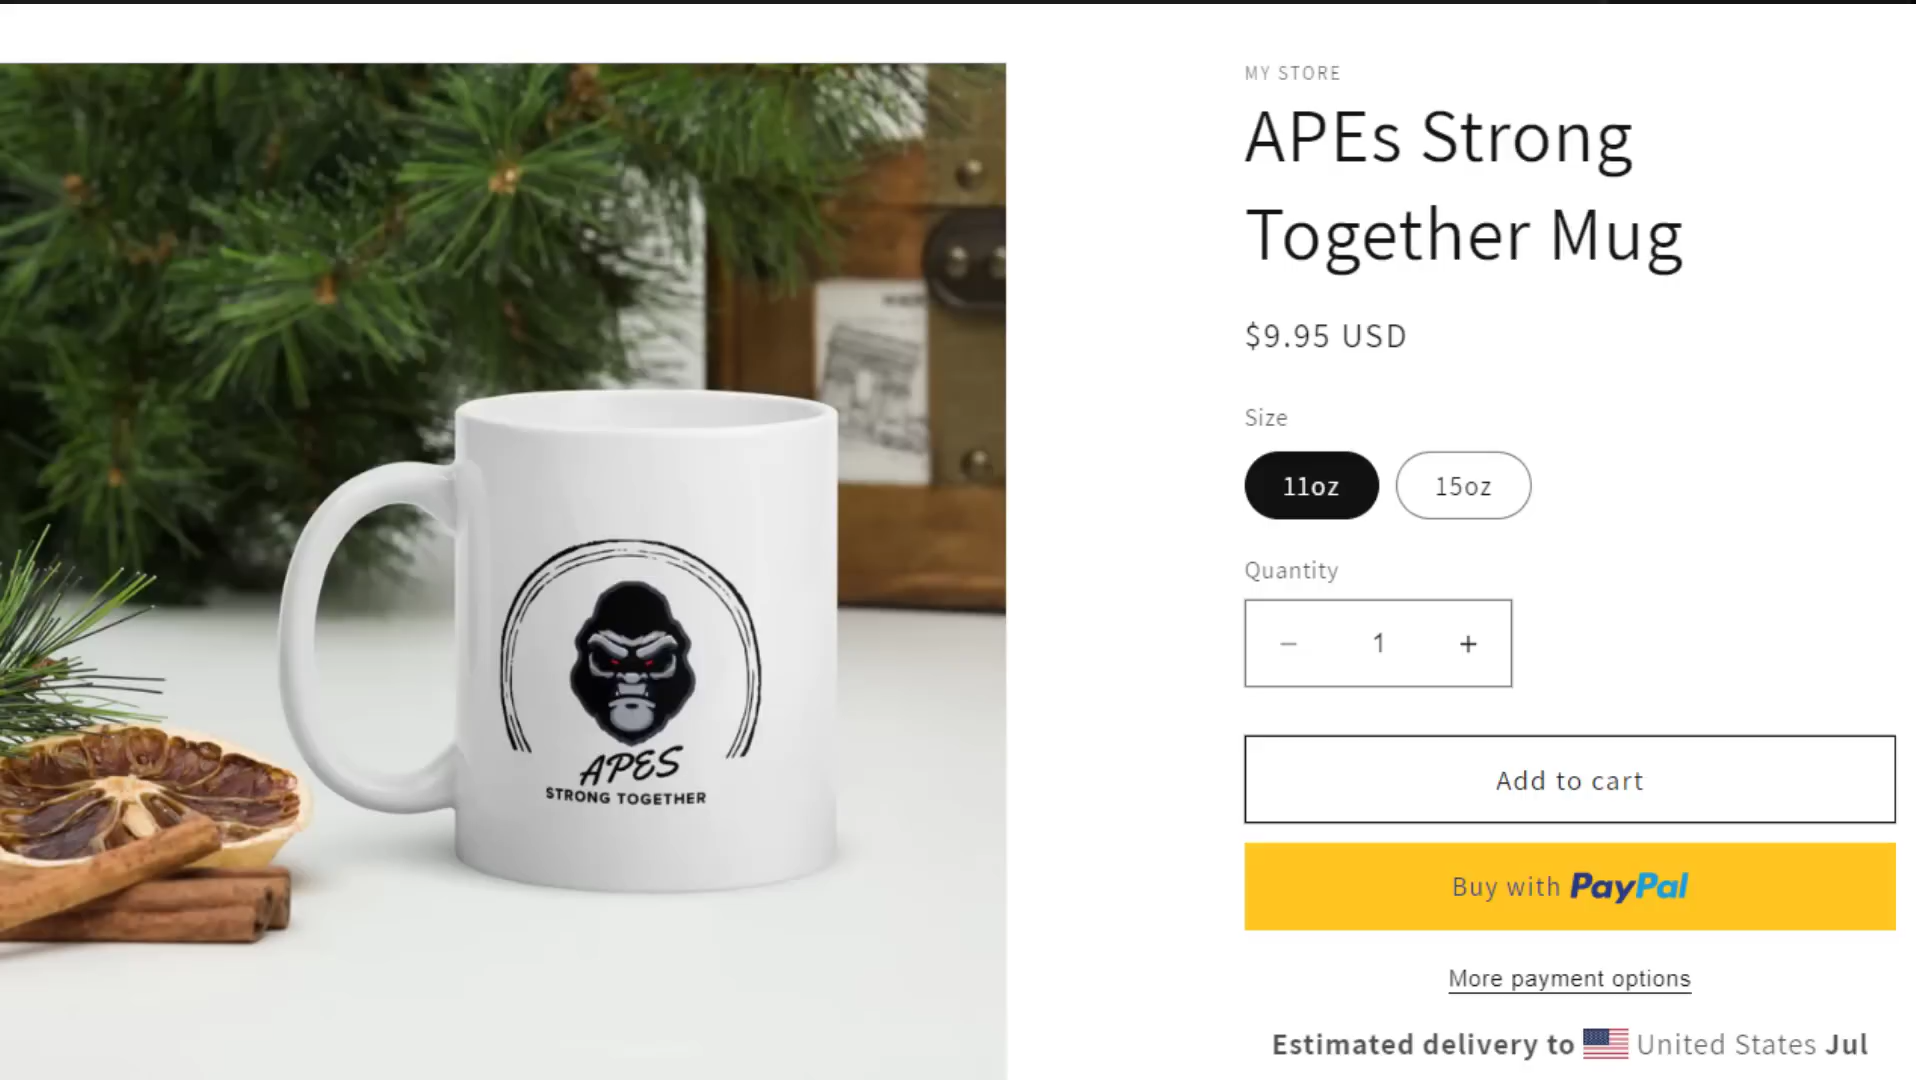 MY STORE
APEs Strong
Together Mug
$9.95 USD
Size
11oz
15oz
Quantity
− 1 +
Add to cart
Buy with PayPal
More payment options
Estimated delivery to United States Jul
APES
STRONG TOGETHER